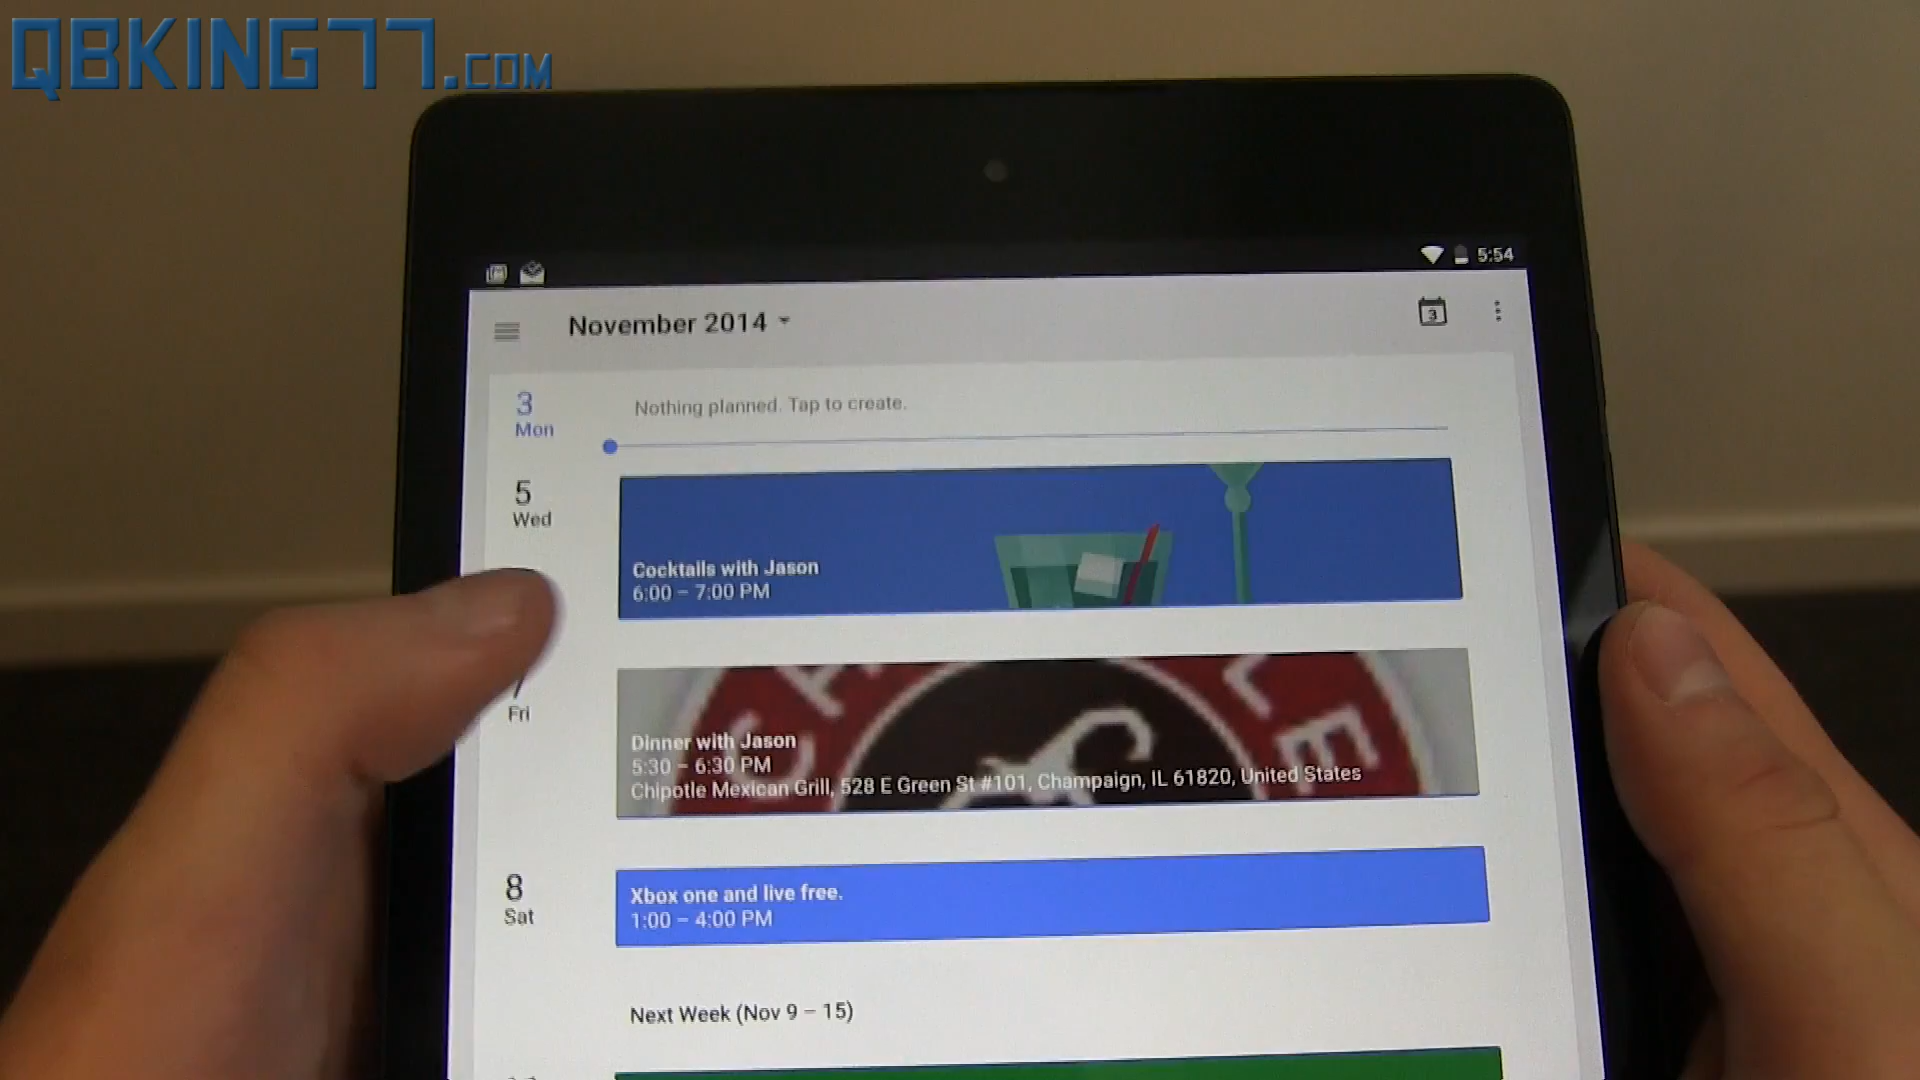 QBKING77.COM
5:54
November 2014
3
3
Mon
Nothing planned. Tap to create.
5
Wed
Cocktails with Jason
6:00 – 7:00 PM
7
Fri
CH LE
Dinner with Jason
5:30 – 6:30 PM
Chipotle Mexican Grill, 528 E Green St #101, Champaign, IL 61820, United States
8
Sat
Xbox one and live free.
1:00 – 4:00 PM
Next Week (Nov 9 – 15)